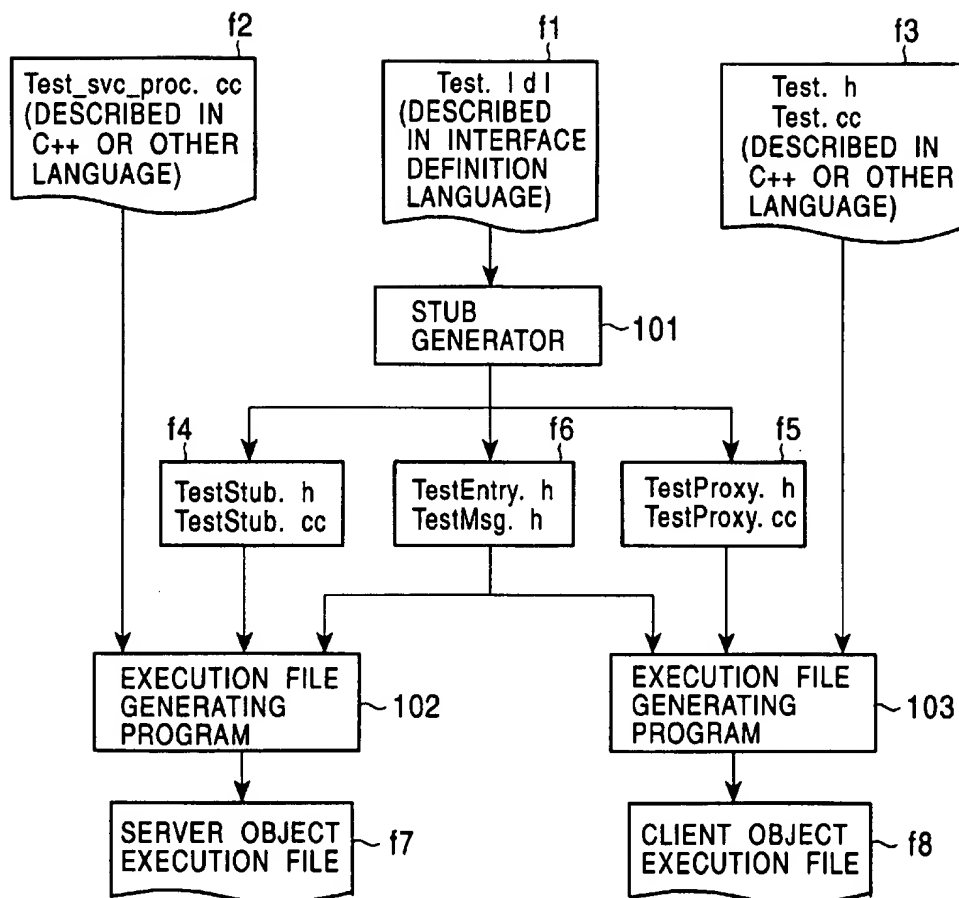 f2
Test_svc_proc. cc
(DESCRIBED IN
C++ OR OTHER
LANGUAGE)
f1
Test. I d l
(DESCRIBED
IN INTERFACE
DEFINITION
LANGUAGE)
f3
Test. h
Test. cc
(DESCRIBED IN
C++ OR OTHER
LANGUAGE)
STUB
GENERATOR
101
f4
TestStub. h
TestStub. cc
f6
TestEntry. h
TestMsg. h
f5
TestProxy. h
TestProxy. cc
EXECUTION FILE
GENERATING
PROGRAM
102
EXECUTION FILE
GENERATING
PROGRAM
103
SERVER OBJECT
EXECUTION FILE
f7
CLIENT OBJECT
EXECUTION FILE
f8